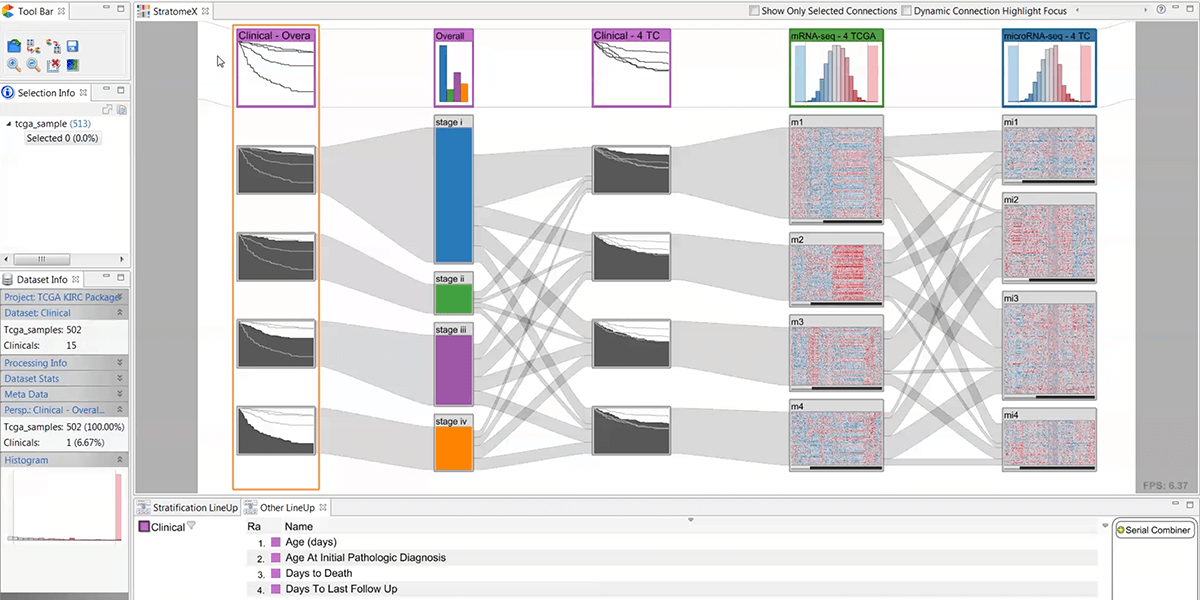 Tool Bar
StratomeX
Show Only Selected Connections
Dynamic Connection Highlight Focus
Selection Info
tcga_sample (513)
Selected 0 (0.0%)
Clinical - Overa
Overall
Clinical - 4 TC
mRNA-seq - 4 TCGA
microRNA-seq - 4 TC
stage i
m1
mi1
mi2
m2
stage ii
mi3
m3
stage iii
m4
mi4
stage iv
FPS: 6.37
Dataset Info
Project: TCGA KIRC Package
Dataset: Clinical
Tcga_samples: 502
Clinicals: 15
Processing Info
Dataset Stats
Meta Data
Persp.: Clinical - Overal...
Tcga_samples: 502 (100.00%)
Clinicals: 1 (6.67%)
Histogram
Stratification LineUp
Other LineUp
Clinical
Ra Name
1. Age (days)
2. Age At Initial Pathologic Diagnosis
3. Days to Death
4. Days To Last Follow Up
Serial Combiner